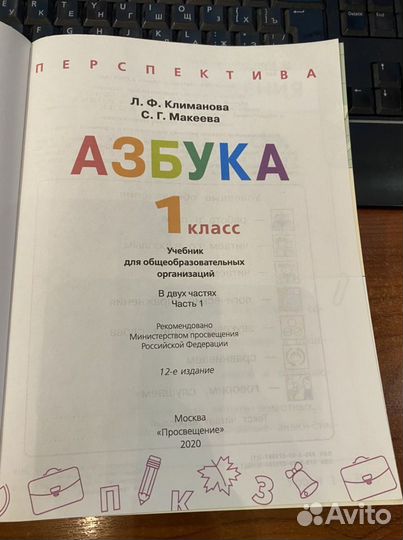 ПЕРСПЕКТИВА
Л. Ф. Климанова
С. Г. Макеева
АЗБУКА
1 класс
Учебник
для общеобразовательных
организаций
В двух частях
Часть 1
Рекомендовано
Министерством просвещения
Российской Федерации
12-е издание
Москва
«Просвещение»
2020
П К З
Avito